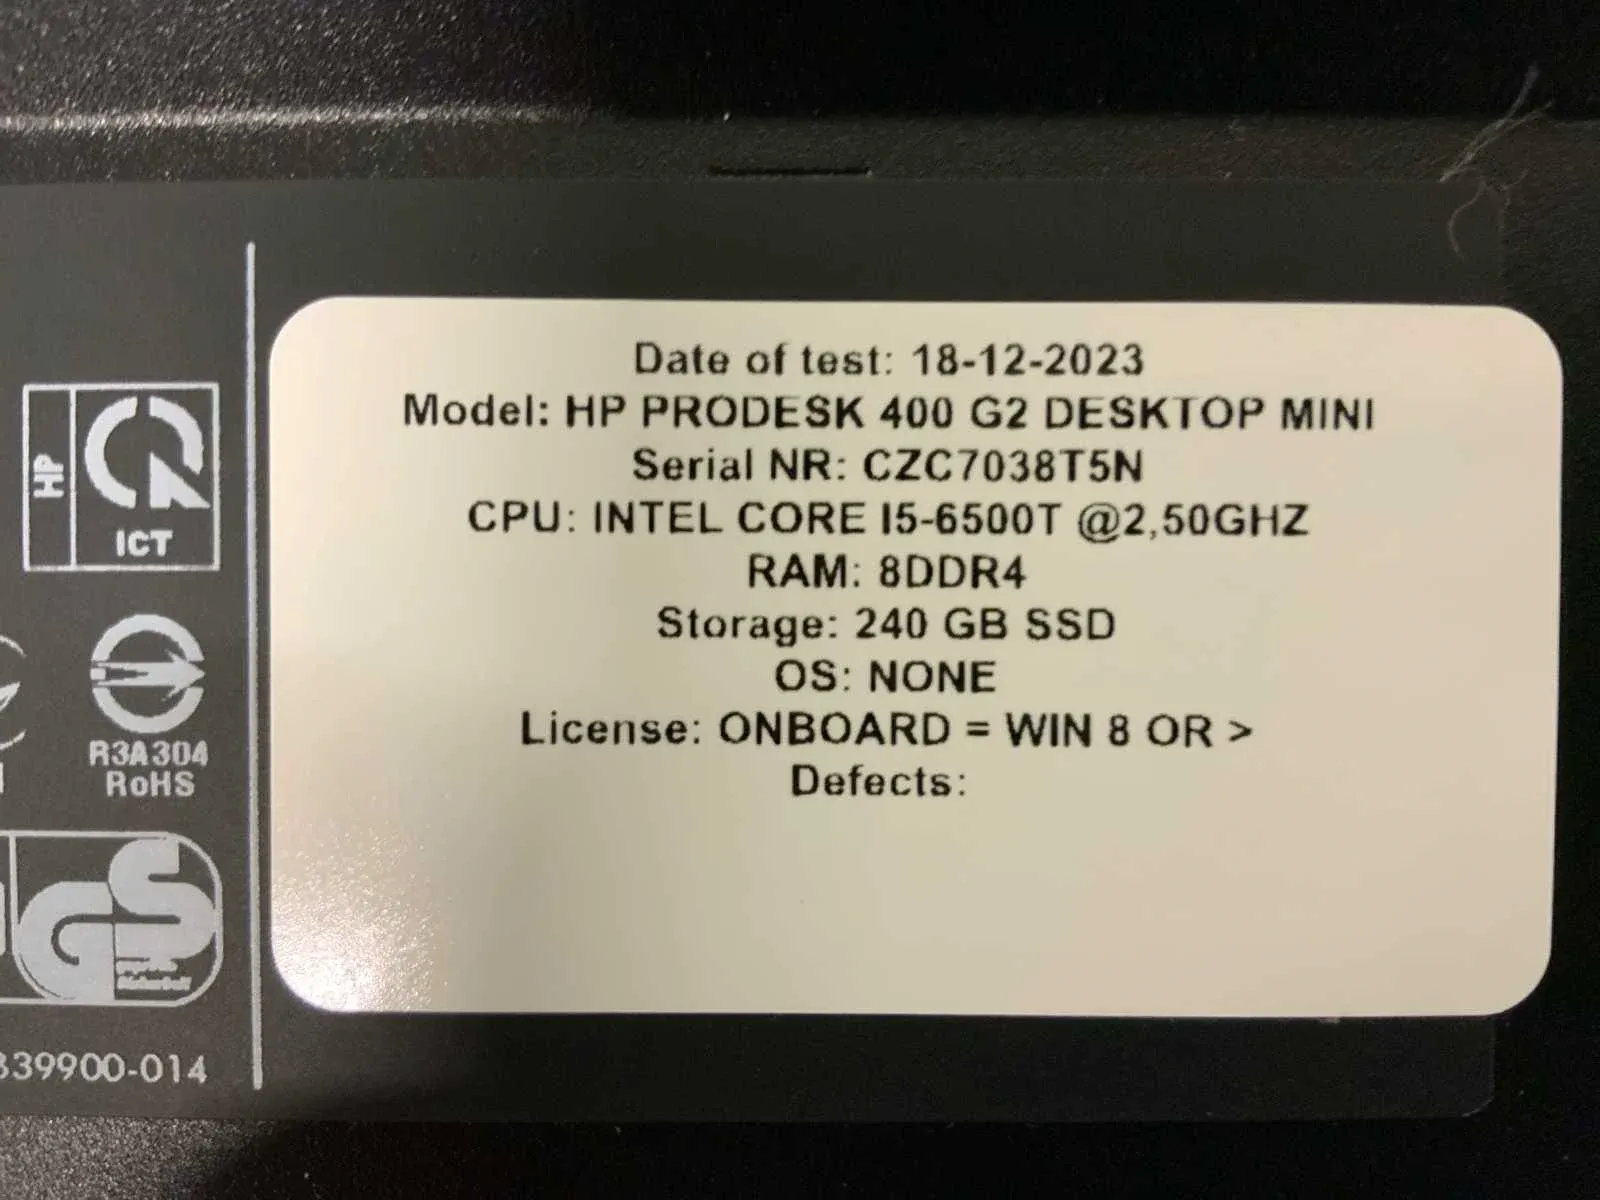 HP
ICT
R3A304
RoHS
GS
39900-014
Date of test: 18-12-2023
Model: HP PRODESK 400 G2 DESKTOP MINI
Serial NR: CZC7038T5N
CPU: INTEL CORE I5-6500T @2,50GHZ
RAM: 8DDR4
Storage: 240 GB SSD
OS: NONE
License: ONBOARD = WIN 8 OR >
Defects: